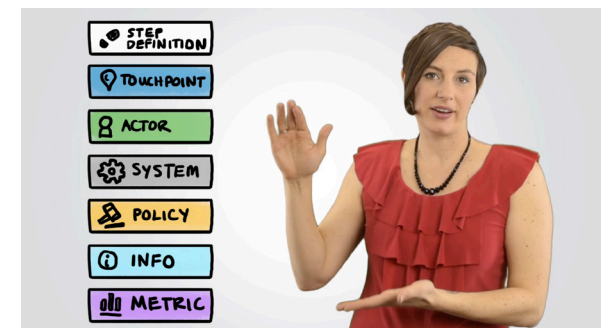 STEP
DEFINITION
TOUCHPOINT
ACTOR
SYSTEM
POLICY
INFO
METRIC